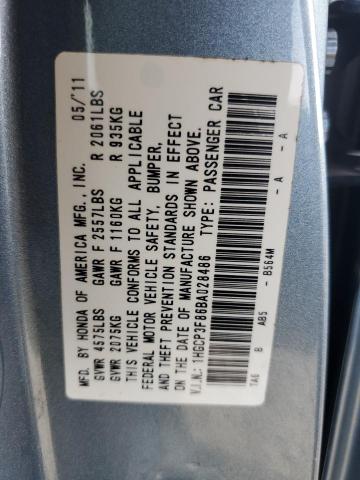 MFD. BY HONDA OF AMERICA MFG., INC. 05/'11
GVWR 4575LBS GAWR F 2557LBS R 2061LBS
GVWR 2075KG GAWR F 1160KG R 935KG
THIS VEHICLE CONFORMS TO ALL APPLICABLE
FEDERAL MOTOR VEHICLE SAFETY, BUMPER,
AND THEFT PREVENTION STANDARDS IN EFFECT
ON THE DATE OF MANUFACTURE SHOWN ABOVE.
V.I.N.: 1HGCP3F86BA028486 TYPE: PASSENGER CAR
TA0 B AB5 - B564M - A - A